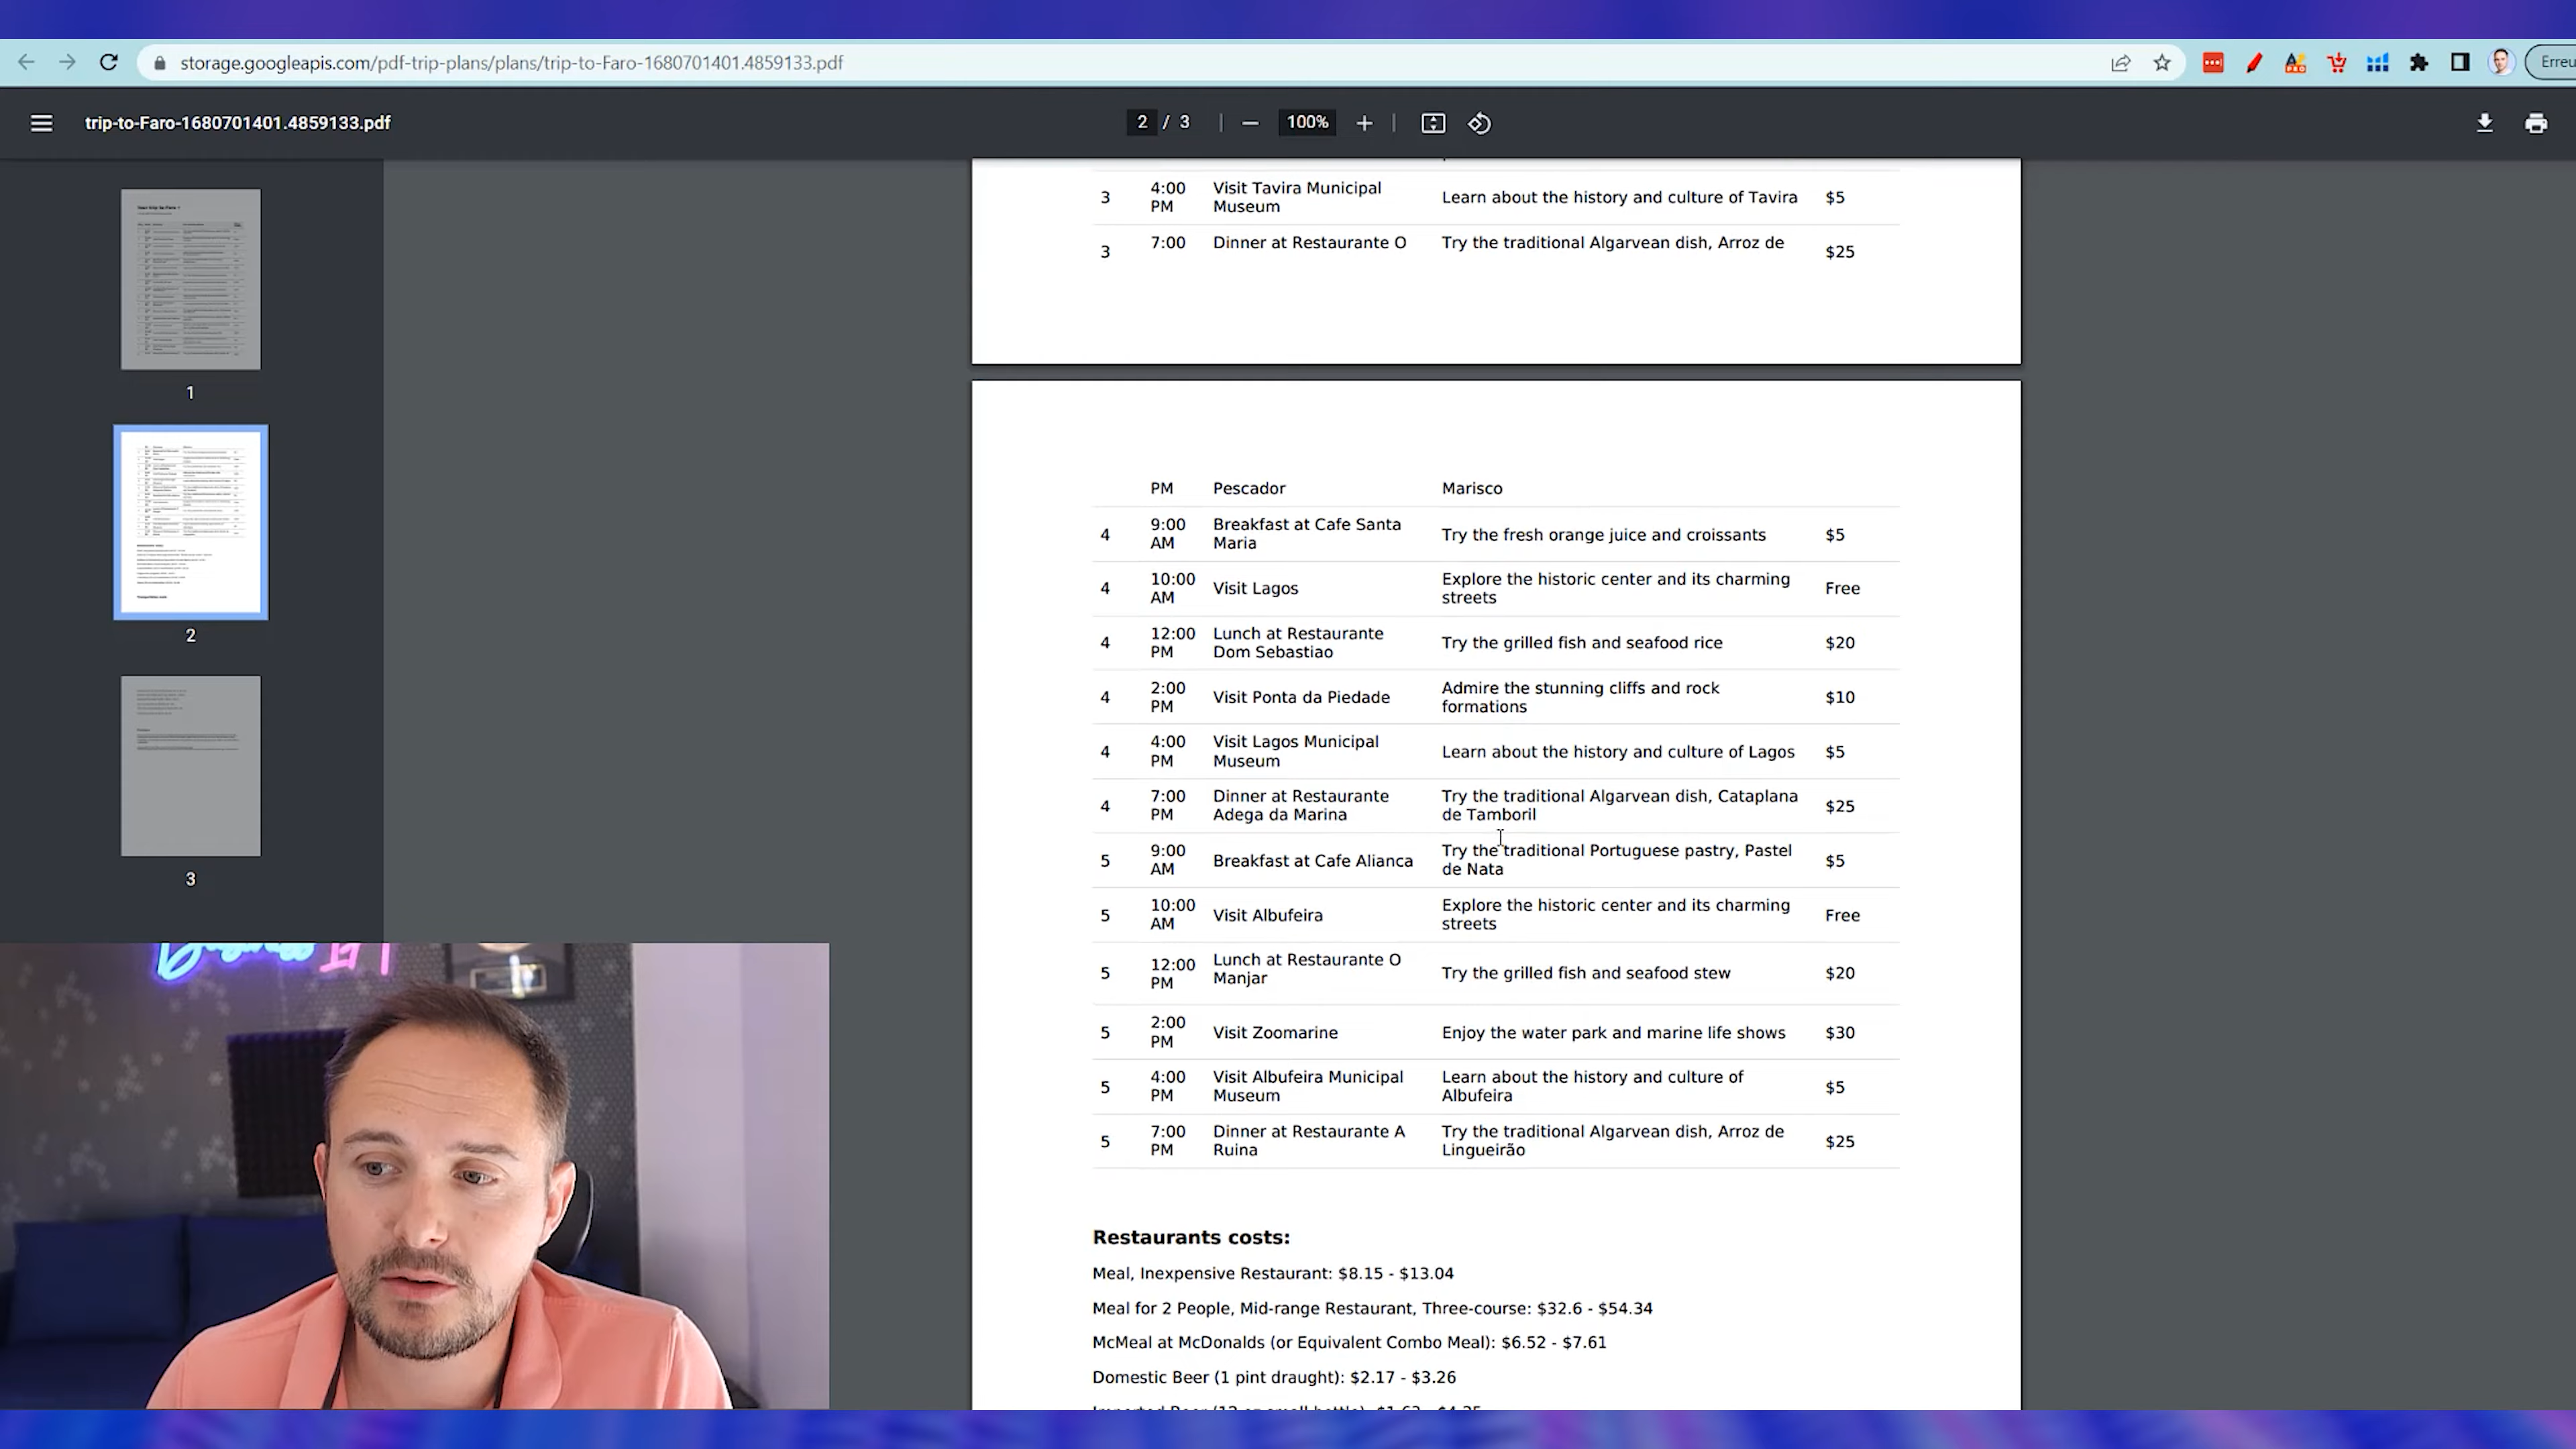 storage.googleapis.com/pdf-trip-plans/plans/trip-to-Faro-1680701401.4859133.pdf
Erreu
trip-to-Faro-1680701401.4859133.pdf
2 / 3
100%
3 4:00 Visit Tavira Municipal Learn about the history and culture of Tavira $5
PM Museum
3 7:00 Dinner at Restaurante O Try the traditional Algarvean dish, Arroz de $25
1
2
3
PM Pescador Marisco
4 9:00 Breakfast at Cafe Santa Try the fresh orange juice and croissants $5
AM Maria
4 10:00 Visit Lagos Explore the historic center and its charming Free
AM streets
4 12:00 Lunch at Restaurante Try the grilled fish and seafood rice $20
PM Dom Sebastiao
4 2:00 Visit Ponta da Piedade Admire the stunning cliffs and rock $10
PM formations
4 4:00 Visit Lagos Municipal Learn about the history and culture of Lagos $5
PM Museum
4 7:00 Dinner at Restaurante Try the traditional Algarvean dish, Cataplana $25
PM Adega da Marina de Tamboril
5 9:00 Breakfast at Cafe Alianca Try the traditional Portuguese pastry, Pastel $5
AM de Nata
5 10:00 Visit Albufeira Explore the historic center and its charming Free
AM streets
5 12:00 Lunch at Restaurante O Try the grilled fish and seafood stew $20
PM Manjar
5 2:00 Visit Zoomarine Enjoy the water park and marine life shows $30
PM
5 4:00 Visit Albufeira Municipal Learn about the history and culture of $5
PM Museum Albufeira
5 7:00 Dinner at Restaurante A Try the traditional Algarvean dish, Arroz de $25
PM Ruina Lingueirão
Restaurants costs:
Meal, Inexpensive Restaurant: $8.15 - $13.04
Meal for 2 People, Mid-range Restaurant, Three-course: $32.6 - $54.34
McMeal at McDonalds (or Equivalent Combo Meal): $6.52 - $7.61
Domestic Beer (1 pint draught): $2.17 - $3.26